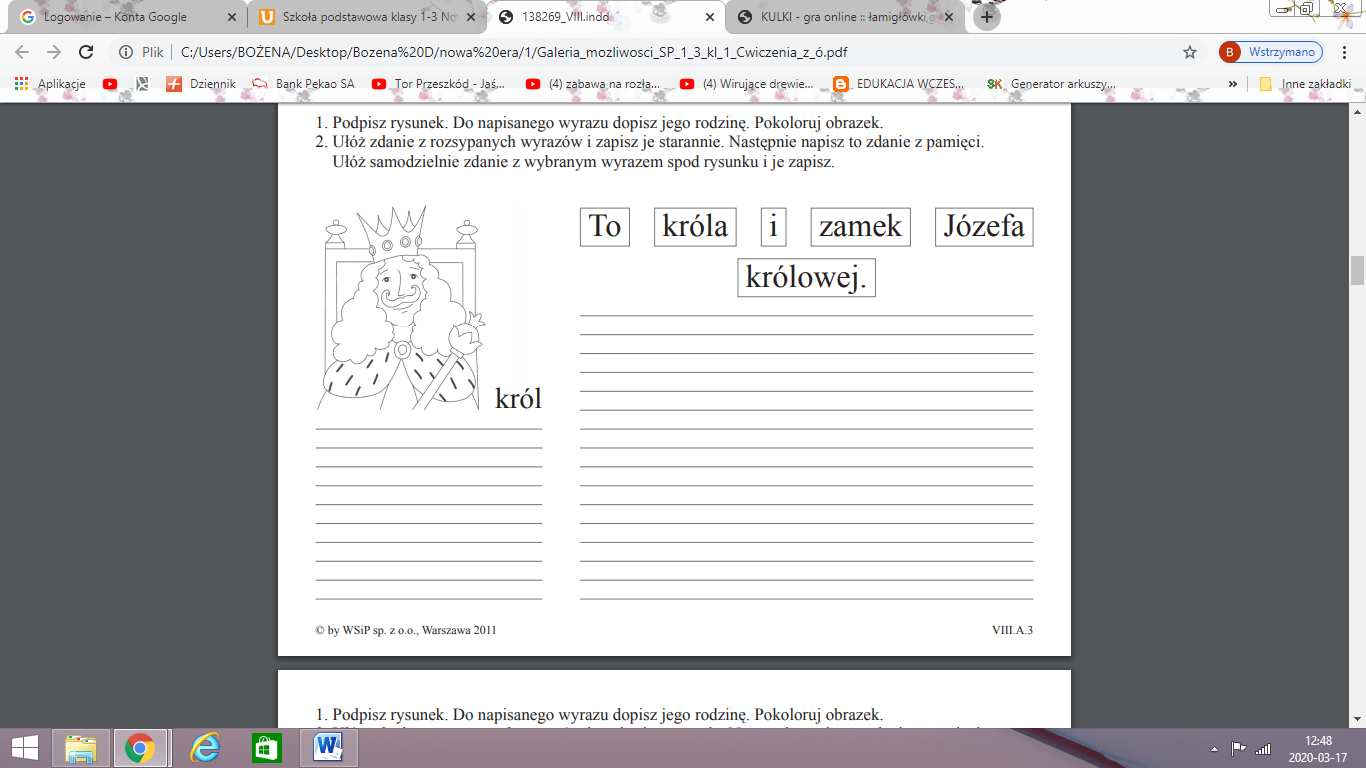 Logowanie – Konta Google
Szkoła podstawowa klasy 1-3 No
138269_VIII.indd
KULKI - gra online :: łamigłówki,g
Plik
C:/Users/BOŻENA/Desktop/Bozena%20D/nowa%20era/1/Galeria_mozliwosci_SP_1_3_kl_1_Cwiczenia_z_ó.pdf
B
Wstrzymano
Aplikacje
Dziennik
Bank Pekao SA
Tor Przeszkód - Jaś...
(4) zabawa na rozła...
(4) Wirujące drewie...
EDUKACJA WCZES...
SK
Generator arkuszy...
»
Inne zakładki
1. Podpisz rysunek. Do napisanego wyrazu dopisz jego rodzinę. Pokoloruj obrazek.
2. Ułóż zdanie z rozsypanych wyrazów i zapisz je starannie. Następnie napisz to zdanie z pamięci.
Ułóż samodzielnie zdanie z wybranym wyrazem spod rysunku i je zapisz.
To króla i zamek Józefa
królowej.
król
© by WSiP sp. z o.o., Warszawa 2011
VIII.A.3
1. Podpisz rysunek. Do napisanego wyrazu dopisz jego rodzinę. Pokoloruj obrazek.
12:48
2020-03-17